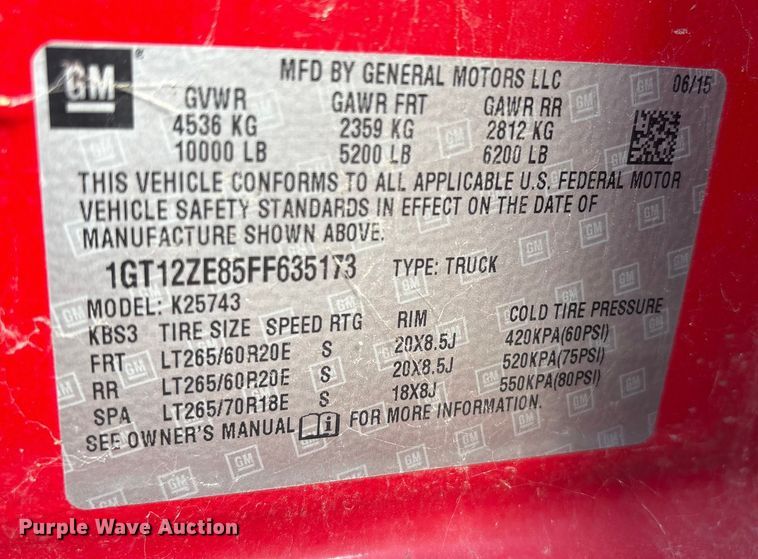 GM
®
MFD BY GENERAL MOTORS LLC 06/15
GVWR GAWR FRT GAWR RR
4536 KG 2359 KG 2812 KG
10000 LB 5200 LB 6200 LB
THIS VEHICLE CONFORMS TO ALL APPLICABLE U.S. FEDERAL MOTOR
VEHICLE SAFETY STANDARDS IN EFFECT ON THE DATE OF
MANUFACTURE SHOWN ABOVE.
1GT12ZE85FF635173 TYPE: TRUCK
MODEL: K25743
KBS3 TIRE SIZE SPEED RTG RIM COLD TIRE PRESSURE
FRT LT265/60R20E S 20X8.5J 420KPA(60PSI)
RR LT265/60R20E S 20X8.5J 520KPA(75PSI)
SPA LT265/70R18E S 18X8J 550KPA(80PSI)
SEE OWNER'S MANUAL i FOR MORE INFORMATION.
Purple Wave Auction